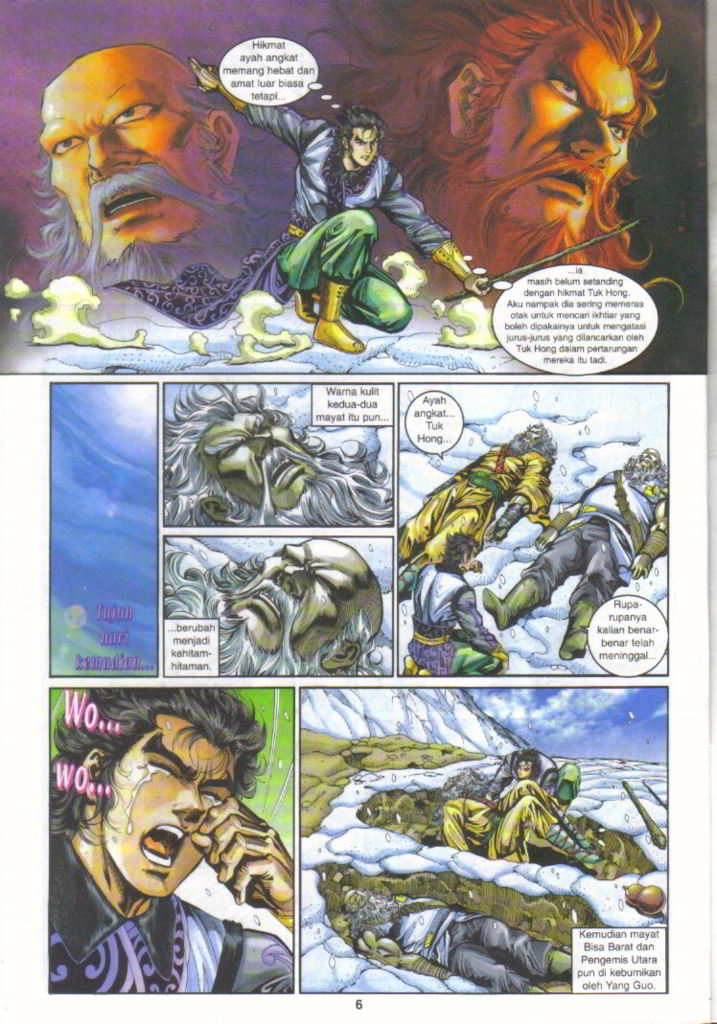 Hikmat
ayah angkat
memang hebat dan
amat luar biasa
tetapi...
...ia
masih belum setanding
dengan hikmat Tuk Hong.
Aku nampak dia sering memeras
otak untuk mencari ikhtiar yang
boleh dipakainya untuk mengatasi
jurus-jurus yang dilancarkan oleh
Tuk Hong dalam pertarungan
mereka itu tadi.
Tujuh
hari
kemudian...
Warna kulit
kedua-dua
mayat itu pun...
...berubah
menjadi
kehitam-
hitaman.
Ayah
angkat...
Tuk
Hong...
Rupa-
rupanya
kalian benar-
benar telah
meninggal...
Wo...
wo...
Kemudian mayat
Bisa Barat dan
Pengemis Utara
pun di kebumikan
oleh Yang Guo.
6